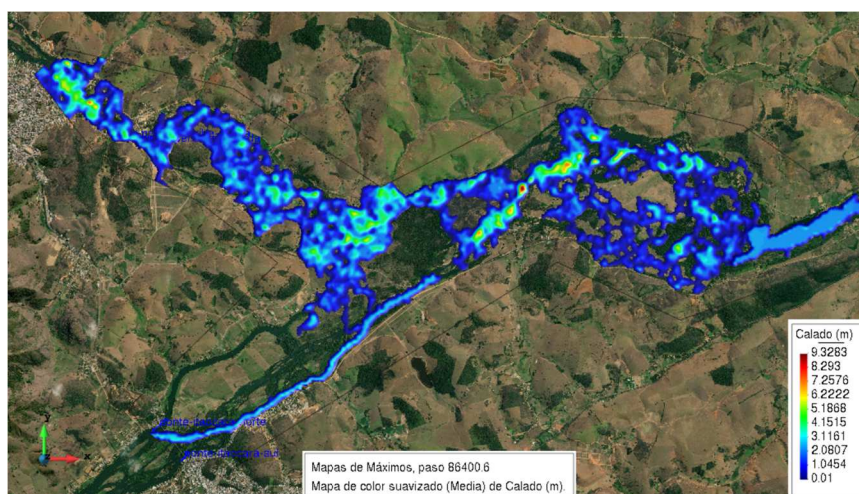 Calado (m)
9.3283
8.293
7.2576
6.2222
5.1868
4.1515
3.1161
2.0807
1.0454
0.01
y
x
Mapas de Máximos, paso 86400.6
Mapa de color suavizado (Media) de Calado (m).